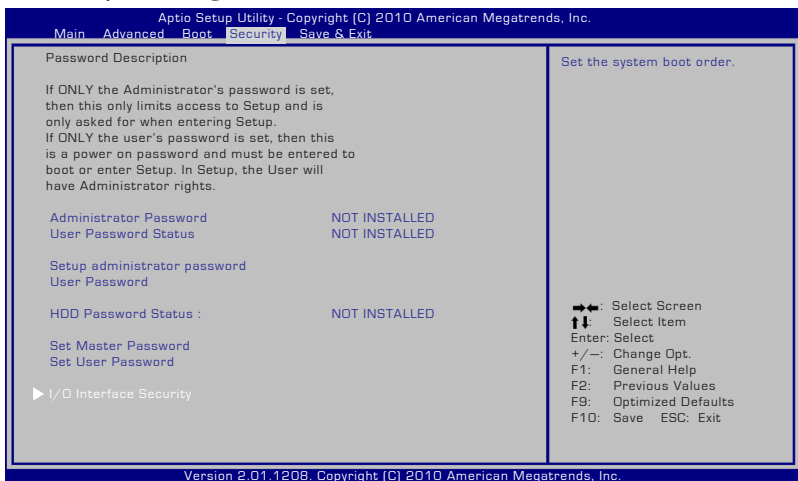 Aptio Setup Utility - Copyright (C) 2010 American Megatrends, Inc.
Main Advanced Boot Security Save & Exit
Password Description
If ONLY the Administrator's password is set,
then this only limits access to Setup and is
only asked for when entering Setup.
If ONLY the user's password is set, then this
is a power on password and must be entered to
boot or enter Setup. In Setup, the User will
have Administrator rights.
Administrator Password NOT INSTALLED
User Password Status NOT INSTALLED
Setup administrator password
User Password
HDD Password Status : NOT INSTALLED
Set Master Password
Set User Password
▶ I/O Interface Security
Set the system boot order.
→←: Select Screen
↑↓: Select Item
Enter: Select
+/—: Change Opt.
F1: General Help
F2: Previous Values
F9: Optimized Defaults
F10: Save ESC: Exit
Version 2.01.1208. Copyright (C) 2010 American Megatrends, Inc.